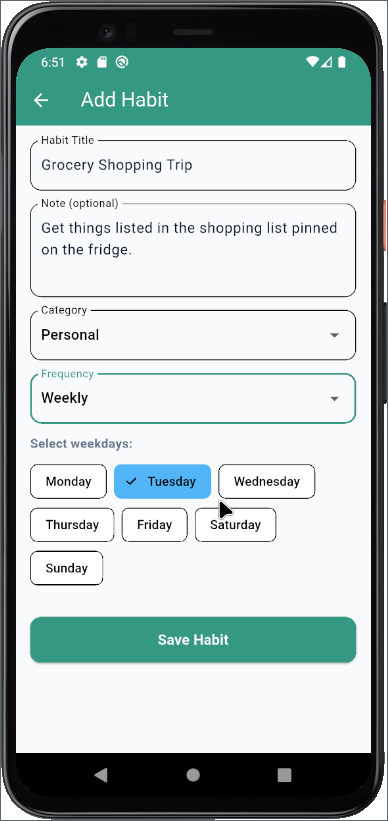 6:51
Add Habit
Habit Title
Grocery Shopping Trip
Note (optional)
Get things listed in the shopping list pinned
on the fridge.
Category
Personal
Frequency
Weekly
Select weekdays:
Monday Tuesday Wednesday
Thursday Friday Saturday
Sunday
Save Habit